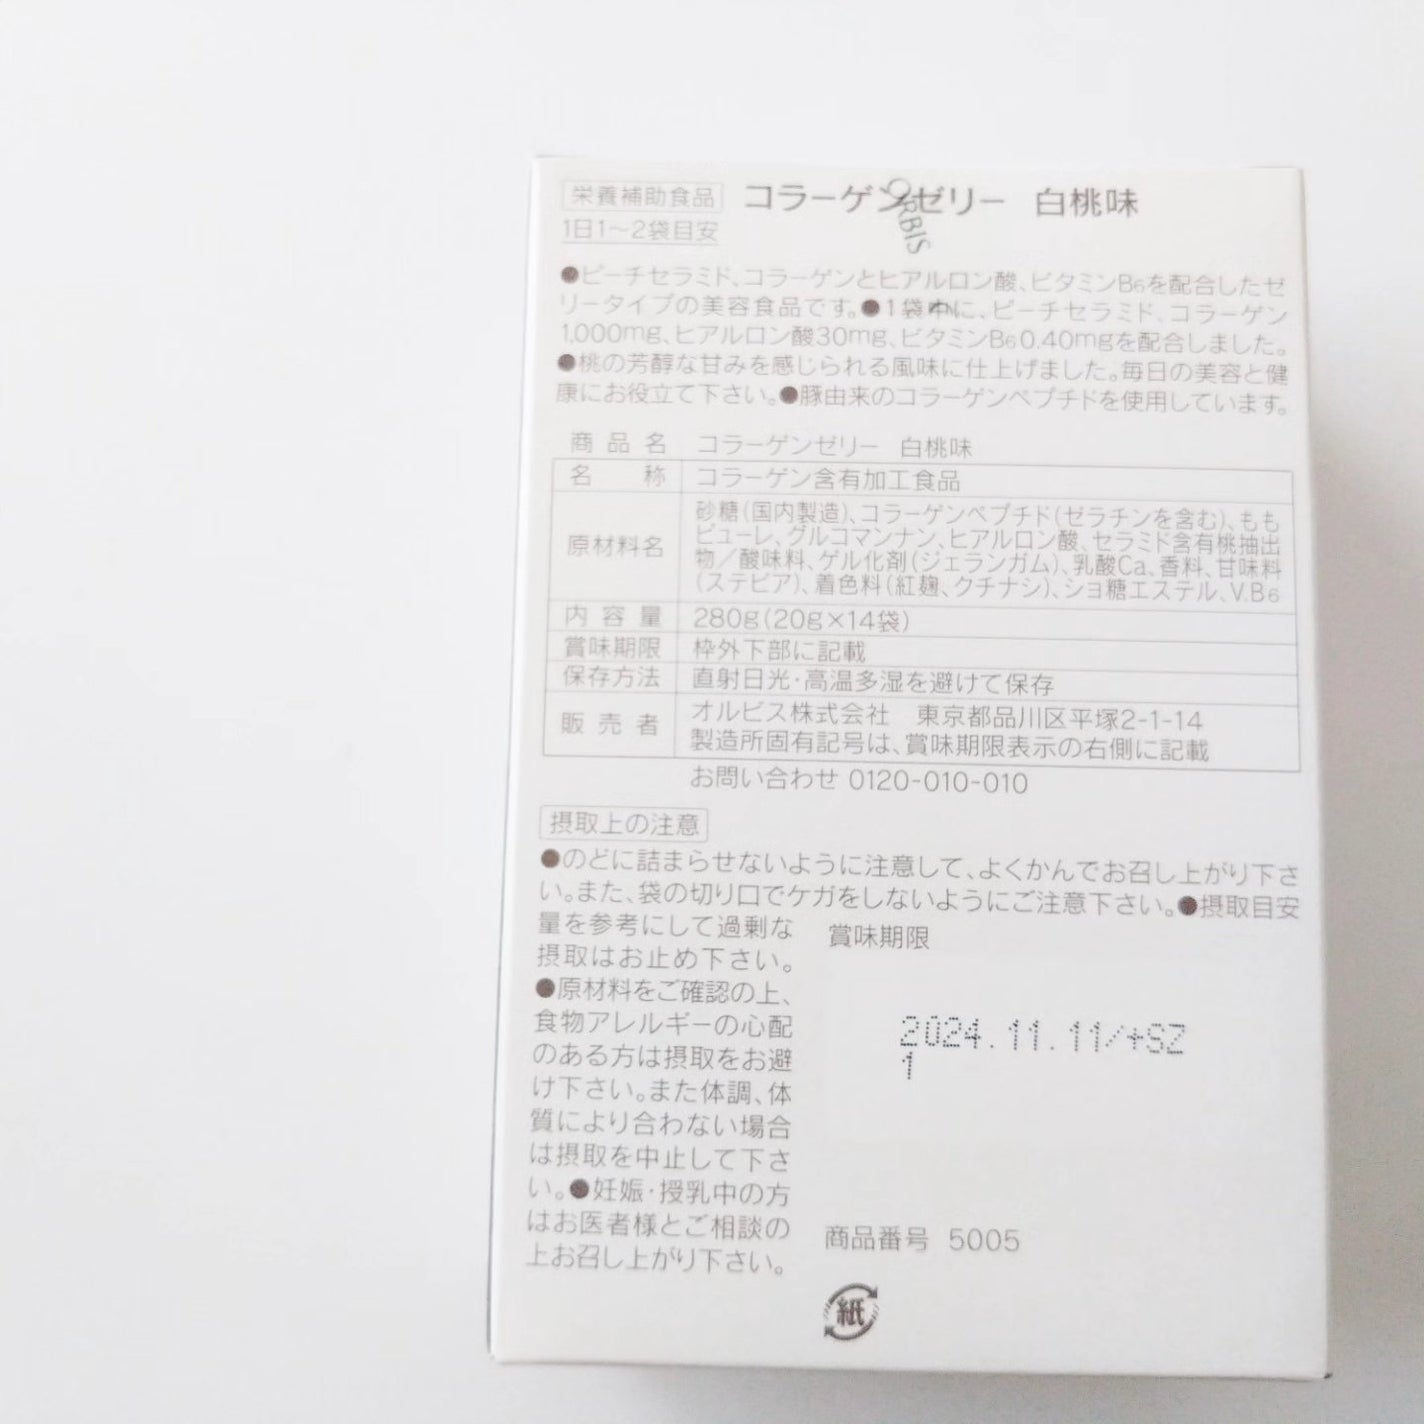 栄養補助食品 コラーゲンゼリー 白桃味
ORBIS
1日1～2袋目安
●ピーチセラミド、コラーゲンとヒアルロン酸、ビタミンB6を配合したゼ
リータイプの美容食品です。●1袋中に、ピーチセラミド、コラーゲン
1,000mg、ヒアルロン酸30mg、ビタミンB6 0.40mgを配合しました。
●桃の芳醇な甘みを感じられる風味に仕上げました。毎日の美容と健
康にお役立て下さい。●豚由来のコラーゲンペプチドを使用しています。
商品名 コラーゲンゼリー 白桃味
名称 コラーゲン含有加工食品
原材料名 砂糖（国内製造）、コラーゲンペプチド（ゼラチンを含む）、もも
ピューレ、グルコマンナン、ヒアルロン酸、セラミド含有桃抽出
物／酸味料、ゲル化剤（ジェランガム）、乳酸Ca、香料、甘味料
（ステビア）、着色料（紅麹、クチナシ）、ショ糖エステル、V.B6
内容量 280g（20g×14袋）
賞味期限 枠外下部に記載
保存方法 直射日光・高温多湿を避けて保存
販売者 オルビス株式会社 東京都品川区平塚2-1-14
製造所固有記号は、賞味期限表示の右側に記載
お問い合わせ 0120-010-010
摂取上の注意
●のどに詰まらせないように注意して、よくかんでお召し上がり下さ
い。また、袋の切り口でケガをしないようにご注意下さい。●摂取目安
量を参考にして過剰な
摂取はお止め下さい。
●原材料をご確認の上、
食物アレルギーの心配
のある方は摂取をお避
け下さい。また体調、体
質により合わない場合
は摂取を中止して下さ
い。●妊娠・授乳中の方
はお医者様とご相談の
上お召し上がり下さい。
賞味期限
2024.11.11/+SZ
1
商品番号 5005
紙